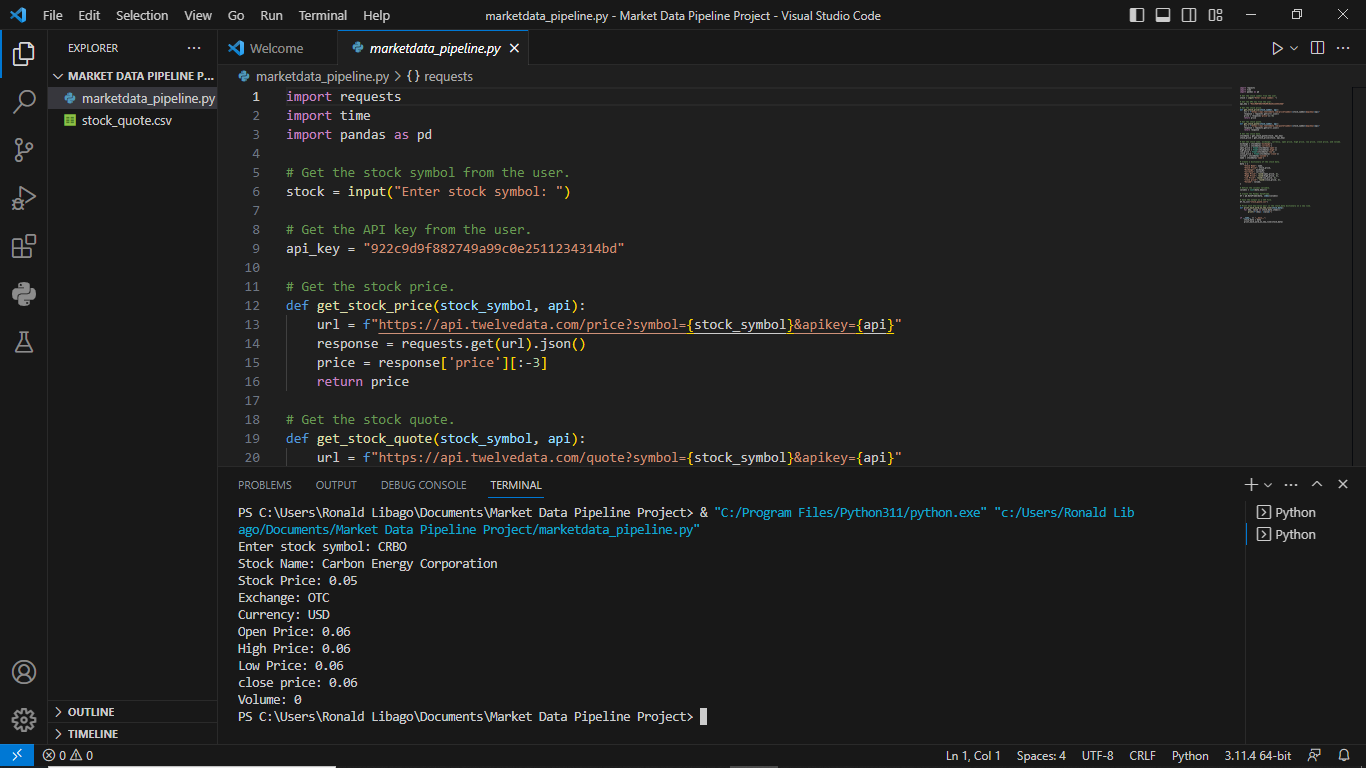 File Edit Selection View Go Run Terminal Help
marketdata_pipeline.py - Market Data Pipeline Project - Visual Studio Code
EXPLORER
MARKET DATA PIPELINE P...
marketdata_pipeline.py
stock_quote.csv
OUTLINE
TIMELINE
Welcome
marketdata_pipeline.py
marketdata_pipeline.py > {} requests
1 import requests
2 import time
3 import pandas as pd
4
5 # Get the stock symbol from the user.
6 stock = input("Enter stock symbol: ")
7
8 # Get the API key from the user.
9 api_key = "922c9d9f882749a99c0e2511234314bd"
10
11 # Get the stock price.
12 def get_stock_price(stock_symbol, api):
13 url = f"https://api.twelvedata.com/price?symbol={stock_symbol}&apikey={api}"
14 response = requests.get(url).json()
15 price = response['price'][:-3]
16 return price
17
18 # Get the stock quote.
19 def get_stock_quote(stock_symbol, api):
20 url = f"https://api.twelvedata.com/quote?symbol={stock_symbol}&apikey={api}"
PROBLEMS OUTPUT DEBUG CONSOLE TERMINAL
PS C:\Users\Ronald Libago\Documents\Market Data Pipeline Project> & "C:/Program Files/Python311/python.exe" "c:/Users/Ronald Lib
ago/Documents/Market Data Pipeline Project/marketdata_pipeline.py"
Enter stock symbol: CRBO
Stock Name: Carbon Energy Corporation
Stock Price: 0.05
Exchange: OTC
Currency: USD
Open Price: 0.06
High Price: 0.06
Low Price: 0.06
close price: 0.06
Volume: 0
PS C:\Users\Ronald Libago\Documents\Market Data Pipeline Project>
Python
Python
0 0
Ln 1, Col 1 Spaces: 4 UTF-8 CRLF Python 3.11.4 64-bit